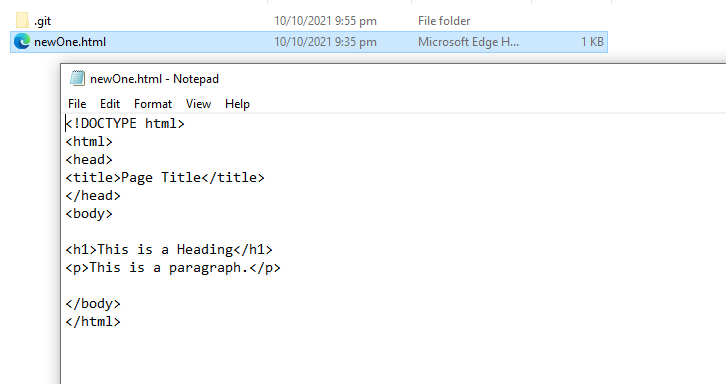 .git 10/10/2021 9:55 pm File folder
newOne.html 10/10/2021 9:35 pm Microsoft Edge H... 1 KB
newOne.html - Notepad
File Edit Format View Help
<!DOCTYPE html>
<html>
<head>
<title>Page Title</title>
</head>
<body>
<h1>This is a Heading</h1>
<p>This is a paragraph.</p>
</body>
</html>